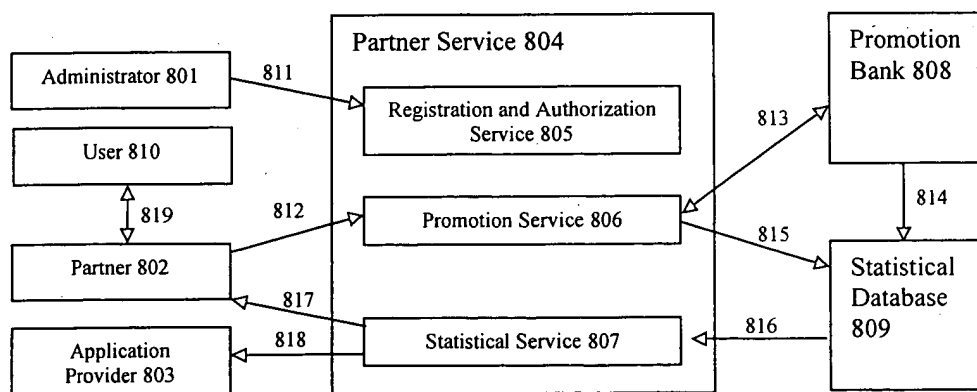 Partner Service 804
Promotion
Bank 808
Administrator 801
811
Registration and Authorization
Service 805
813
User 810
819
812
Promotion Service 806
814
815
Partner 802
Statistical
Database
809
817
Statistical Service 807
816
818
Application
Provider 803